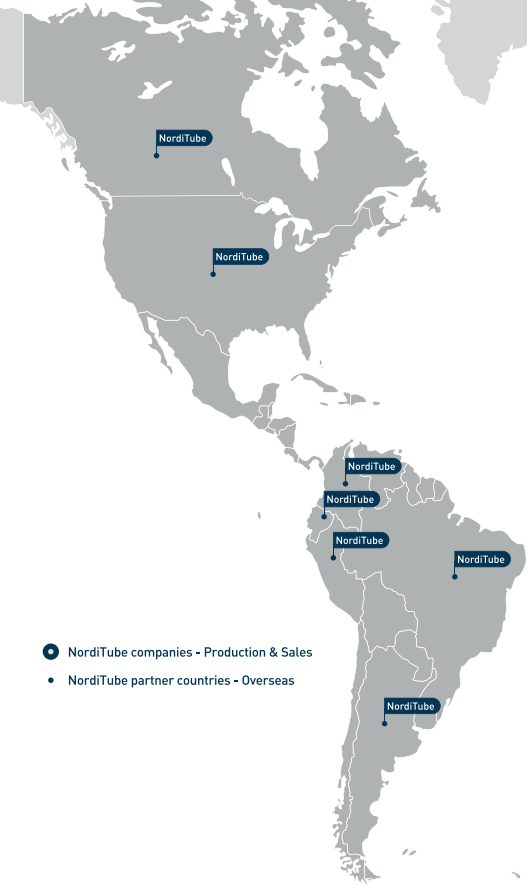 NordiTube
NordiTube
NordiTube
NordiTube
NordiTube
NordiTube
NordiTube companies - Production & Sales
NordiTube partner countries - Overseas
NordiTube